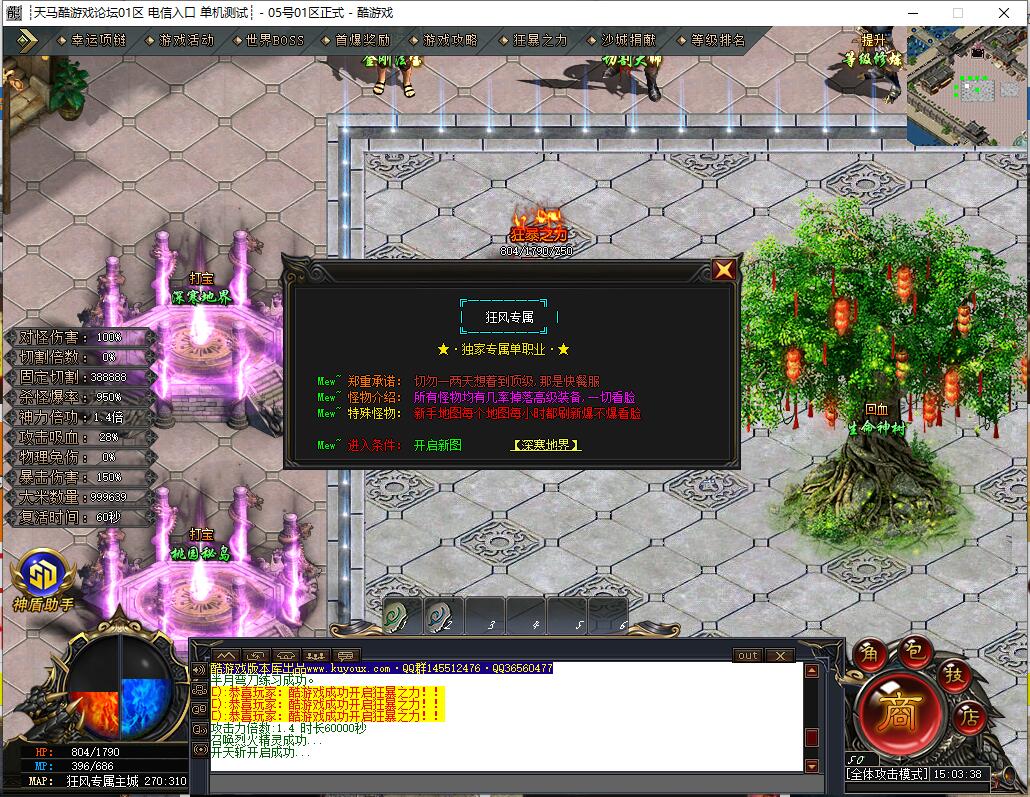 天马酷游戏论坛01区 电信入口 单机测试 - 05号01区正式 - 酷游戏
幸运项链 游戏活动 世界BOSS 首爆奖励 游戏攻略 狂暴之力 沙城捐献 等级排名
金刚法宝
切割大师
提升
等级修炼
狂暴之力
804/1790/Z50
打宝
深寒地界
狂风专属
★·独家专属单职业·★
Mew~ 郑重承诺: 切勿一两天想着到顶级,那是快餐服
Mew~ 怪物介绍: 所有怪物均有几率掉落高级装备,一切看脸
Mew~ 特殊怪物: 新手地图每个地图每小时都刷新爆不爆看脸
Mew~ 进入条件: 开启新图 【深寒地界】
对怪伤害: 100%
切割倍数: 0%
固定切割:388888
杀怪爆率: 950%
神力倍功: 1.4倍
攻击吸血: 28%
物理免伤: 0%
暴击伤害: 150%
大米数量:999639
复活时间: 60秒
回血
生命神树
打宝
桃园秘岛
神盾助手
1 2 3 4 5 6
out
酷游戏版本库出品www.kuyoux.com·QQ群145512476·QQ36560477
半月弯刀练习成功。
恭喜玩家: 酷游戏成功开启狂暴之力!!
恭喜玩家: 酷游戏成功开启狂暴之力!!
恭喜玩家: 酷游戏成功开启狂暴之力!!
攻击力倍数:1.4 时长60000秒
召唤烈火精灵成功...
开天斩开启成功...
HP: 804/1790
MP: 396/686
MAP: 狂风专属主城 270:310
角 包 技 店
商
50
[全体攻击模式] 15:03:38